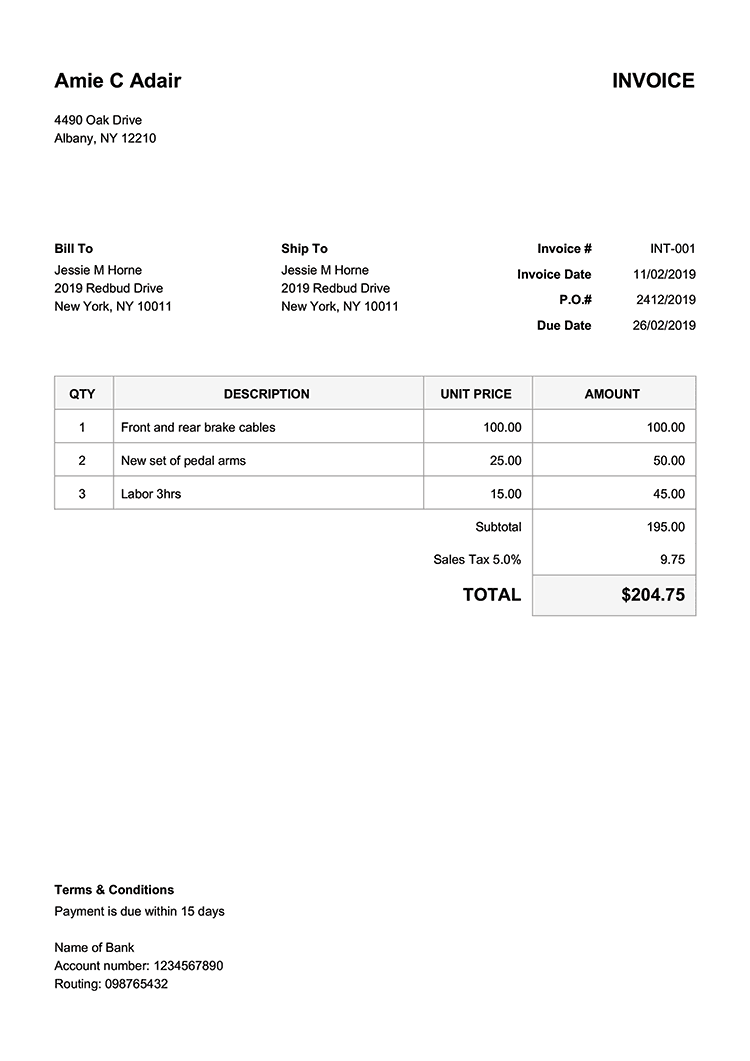 Amie C Adair
INVOICE
4490 Oak Drive
Albany, NY 12210
Bill To
Jessie M Horne
2019 Redbud Drive
New York, NY 10011
Ship To
Jessie M Horne
2019 Redbud Drive
New York, NY 10011
Invoice # INT-001
Invoice Date 11/02/2019
P.O.# 2412/2019
Due Date 26/02/2019
QTY DESCRIPTION UNIT PRICE AMOUNT
1 Front and rear brake cables 100.00 100.00
2 New set of pedal arms 25.00 50.00
3 Labor 3hrs 15.00 45.00
Subtotal 195.00
Sales Tax 5.0% 9.75
TOTAL $204.75
Terms & Conditions
Payment is due within 15 days
Name of Bank
Account number: 1234567890
Routing: 098765432